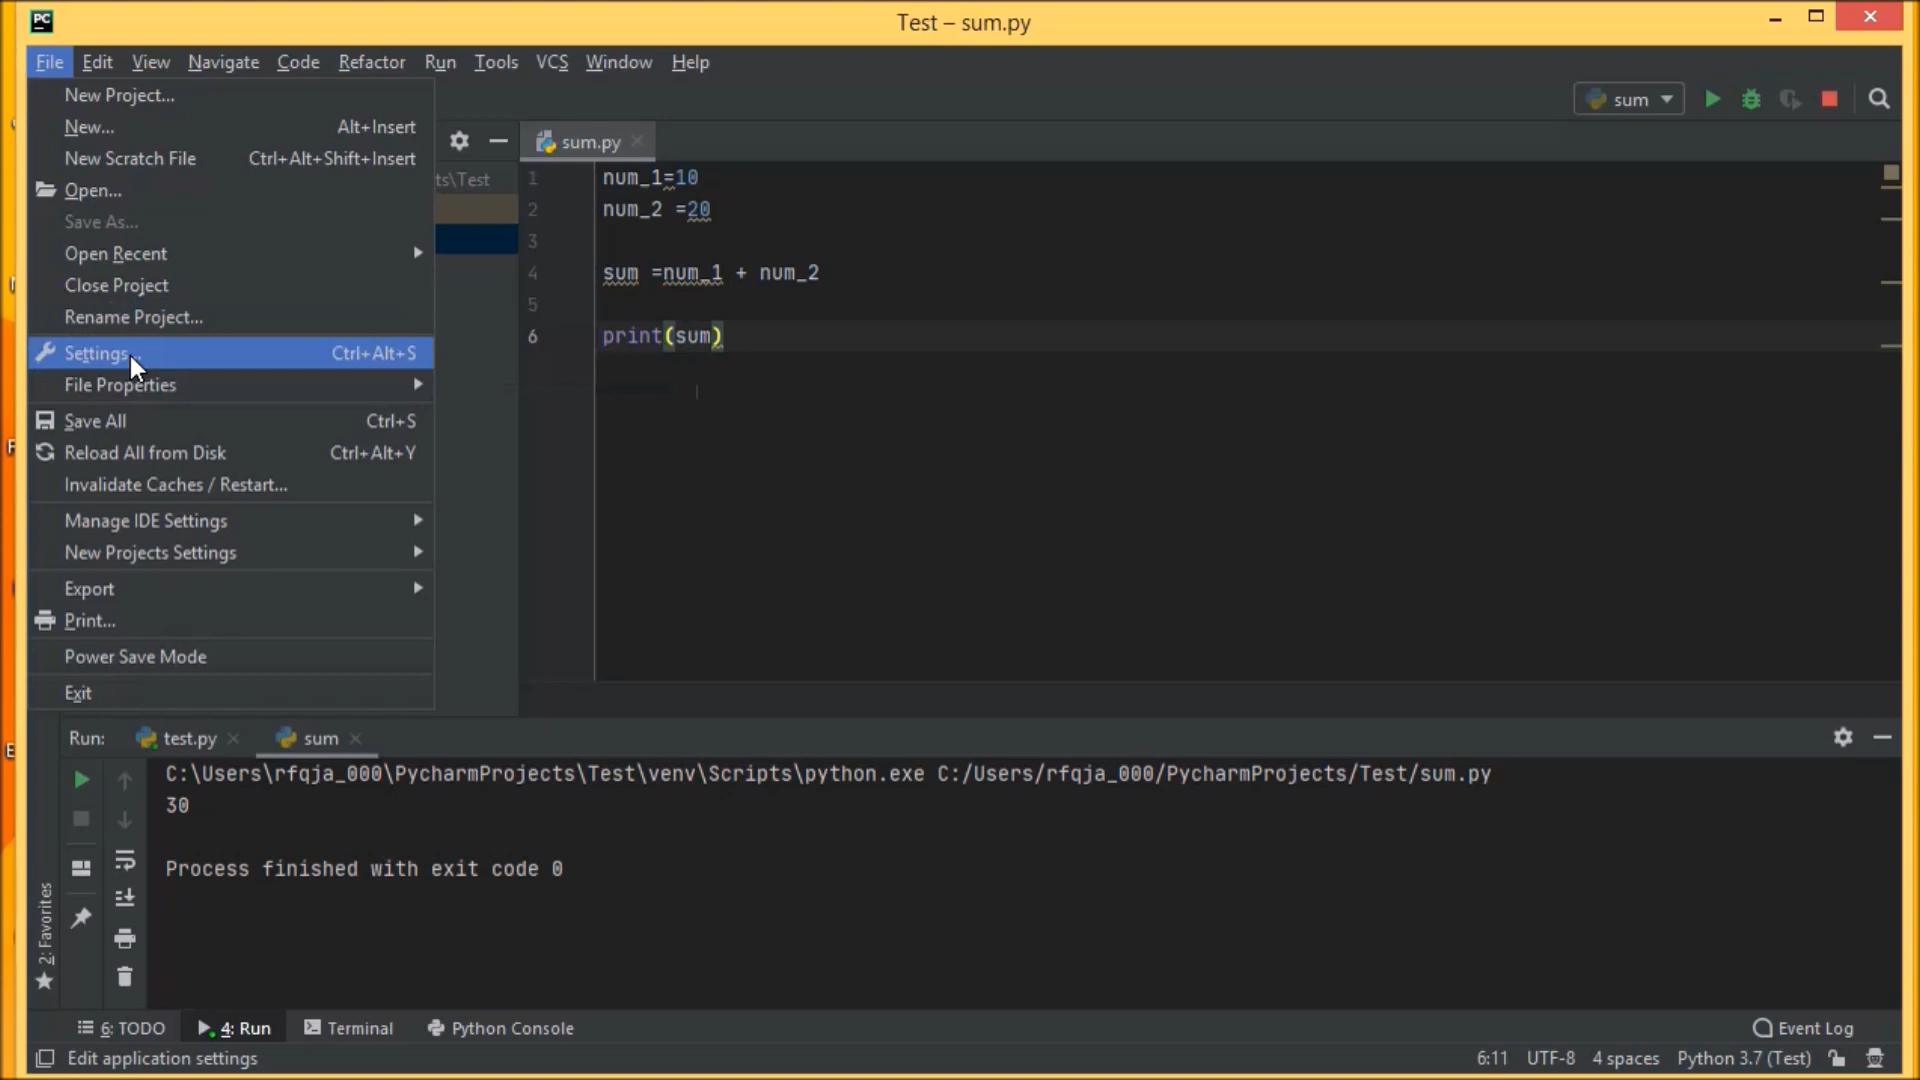 PC
Test – sum.py
File Edit View Navigate Code Refactor Run Tools VCS Window Help
New Project...
New... Alt+Insert
New Scratch File Ctrl+Alt+Shift+Insert
Open...
Save As...
Open Recent
Close Project
Rename Project...
Settings... Ctrl+Alt+S
File Properties
Save All Ctrl+S
Reload All from Disk Ctrl+Alt+Y
Invalidate Caches / Restart...
Manage IDE Settings
New Projects Settings
Export
Print...
Power Save Mode
Exit
sum
ts\Test
sum.py
1 num_1=10
2 num_2 =20
3
4 sum =num_1 + num_2
5
6 print(sum)
Run: test.py sum
C:\Users\rfqja_000\PycharmProjects\Test\venv\Scripts\python.exe C:/Users/rfqja_000/PycharmProjects/Test/sum.py
30
Process finished with exit code 0
2: Favorites
6: TODO 4: Run Terminal Python Console Event Log
Edit application settings 6:11 UTF-8 4 spaces Python 3.7 (Test)